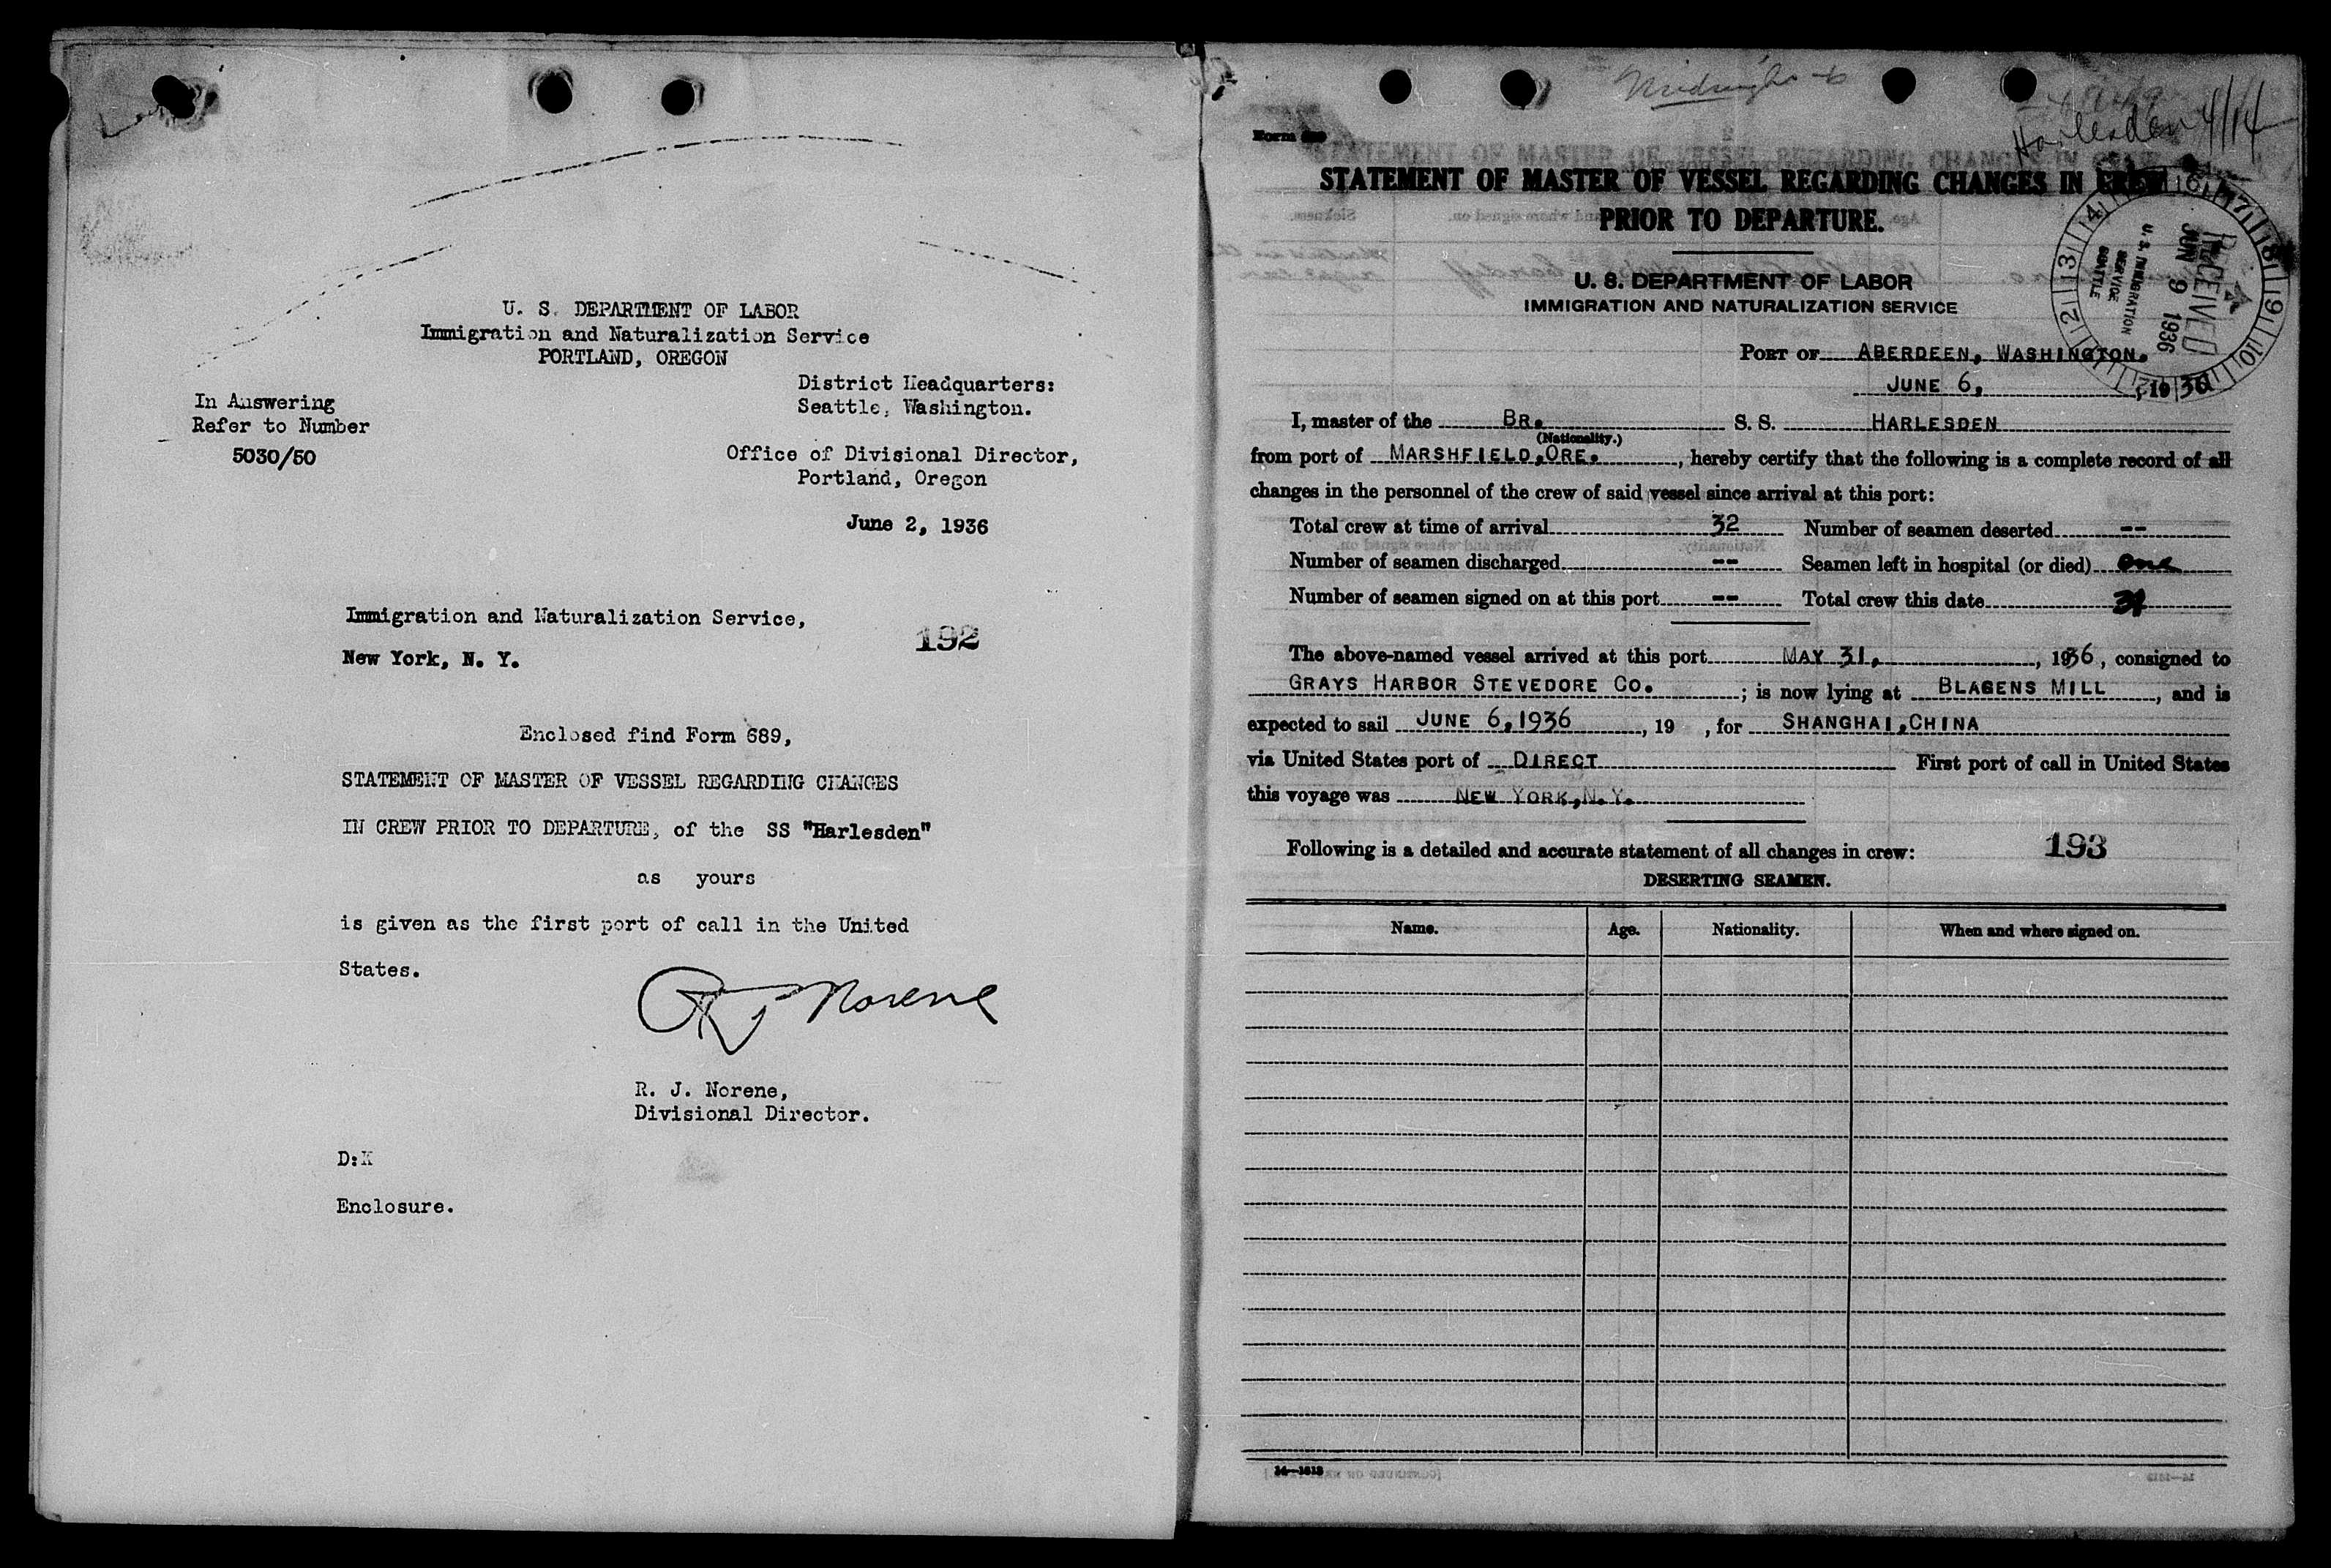 U. S. DEPARTMENT OF LABOR
Immigration and Naturalization Service
PORTLAND, OREGON
District Headquarters:
Seattle, Washington.
In Answering
Refer to Number
5030/50
Office of Divisional Director,
Portland, Oregon
June 2, 1936
Immigration and Naturalization Service,
192
New York, N. Y.
Enclosed find Form 689,
STATEMENT OF MASTER OF VESSEL REGARDING CHANGES
IN CREW PRIOR TO DEPARTURE, of the SS "Harlesden"
as yours
is given as the first port of call in the United
States.
R J Norene
R. J. Norene,
Divisional Director.
D:K
Enclosure.
Harlesden 4/14
Form
STATEMENT OF MASTER OF VESSEL REGARDING CHANGES IN CREW
PRIOR TO DEPARTURE.
U. S. DEPARTMENT OF LABOR
IMMIGRATION AND NATURALIZATION SERVICE
RECEIVED
JUN 9 1936
U. S. IMMIGRATION
SERVICE
SEATTLE
PORT OF ABERDEEN, WASHINGTON.
JUNE 6, , 1936
I, master of the BR. S. S. HARLESDEN
(Nationality.)
from port of MARSHFIELD, ORE. , hereby certify that the following is a complete record of all
changes in the personnel of the crew of said vessel since arrival at this port:
Total crew at time of arrival 32 Number of seamen deserted --
Number of seamen discharged -- Seamen left in hospital (or died) one
Number of seamen signed on at this port -- Total crew this date 31
The above-named vessel arrived at this port MAY 31, , 1936, consigned to
GRAYS HARBOR STEVEDORE CO. ; is now lying at BLAGENS MILL , and is
expected to sail JUNE 6, 1936 , 19 , for SHANGHAI, CHINA
via United States port of DIRECT First port of call in United States
this voyage was NEW YORK, N.Y.
Following is a detailed and accurate statement of all changes in crew:
193
DESERTING SEAMEN.
Name. Age. Nationality. When and where signed on.
14—1613